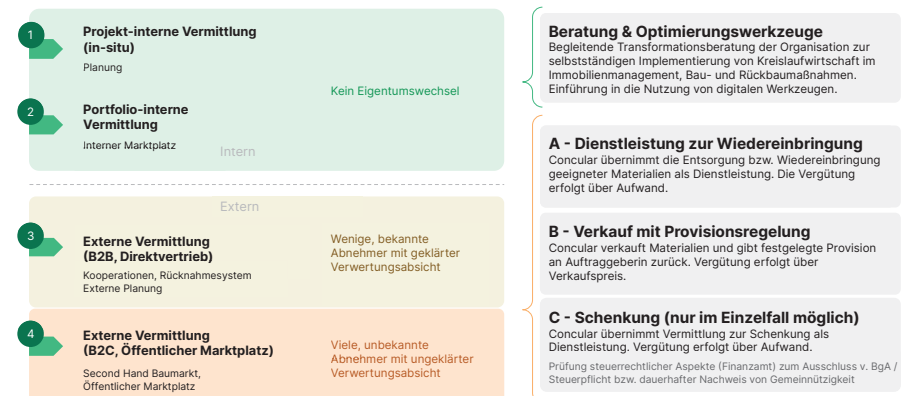 1
Projekt-interne Vermittlung
(in-situ)
Planung
Kein Eigentumswechsel
2
Portfolio-interne
Vermittlung
Interner Marktplatz
Intern
Extern
3
Externe Vermittlung
(B2B, Direktvertrieb)
Kooperationen, Rücknahmesystem
Externe Planung
Wenige, bekannte
Abnehmer mit geklärter
Verwertungsabsicht
4
Externe Vermittlung
(B2C, Öffentlicher Marktplatz)
Second Hand Baumarkt,
Öffentlicher Marktplatz
Viele, unbekannte
Abnehmer mit ungeklärter
Verwertungsabsicht
Beratung & Optimierungswerkzeuge
Begleitende Transformationsberatung der Organisation zur
selbstständigen Implementierung von Kreislaufwirtschaft im
Immobilienmanagement, Bau- und Rückbaumaßnahmen.
Einführung in die Nutzung von digitalen Werkzeugen.
A - Dienstleistung zur Wiedereinbringung
Concular übernimmt die Entsorgung bzw. Wiedereinbringung
geeigneter Materialen als Dienstleistung. Die Vergütung
erfolgt über Aufwand.
B - Verkauf mit Provisionsregelung
Concular verkauft Materialien und gibt festgelegte Provision
an Auftraggeberin zurück. Vergütung erfolgt über
Verkaufspreis.
C - Schenkung (nur im Einzelfall möglich)
Concular übernimmt Vermittlung zur Schenkung als
Dienstleistung. Vergütung erfolgt über Aufwand.
Prüfung steuerrechtlicher Aspekte (Finanzamt) zum Ausschluss v. BgA /
Steuerpflicht bzw. dauerhafter Nachweis von Gemeinnützigkeit